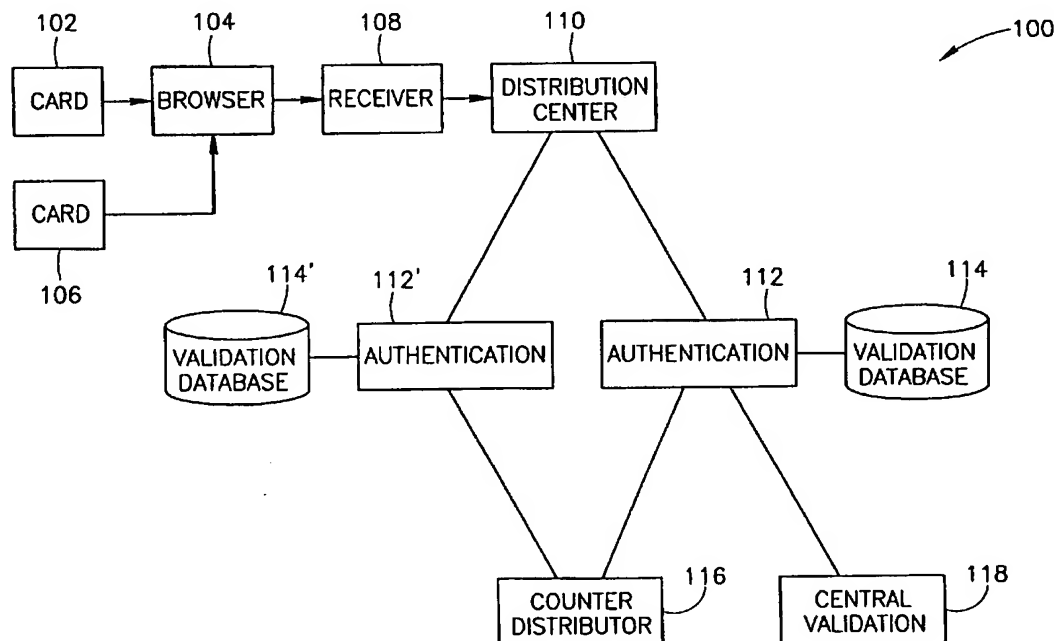 102
104
108
110
100
CARD
BROWSER
RECEIVER
DISTRIBUTION
CENTER
CARD
106
114'
112'
112
114
VALIDATION
DATABASE
AUTHENTICATION
AUTHENTICATION
VALIDATION
DATABASE
COUNTER
DISTRIBUTOR
116
CENTRAL
VALIDATION
118